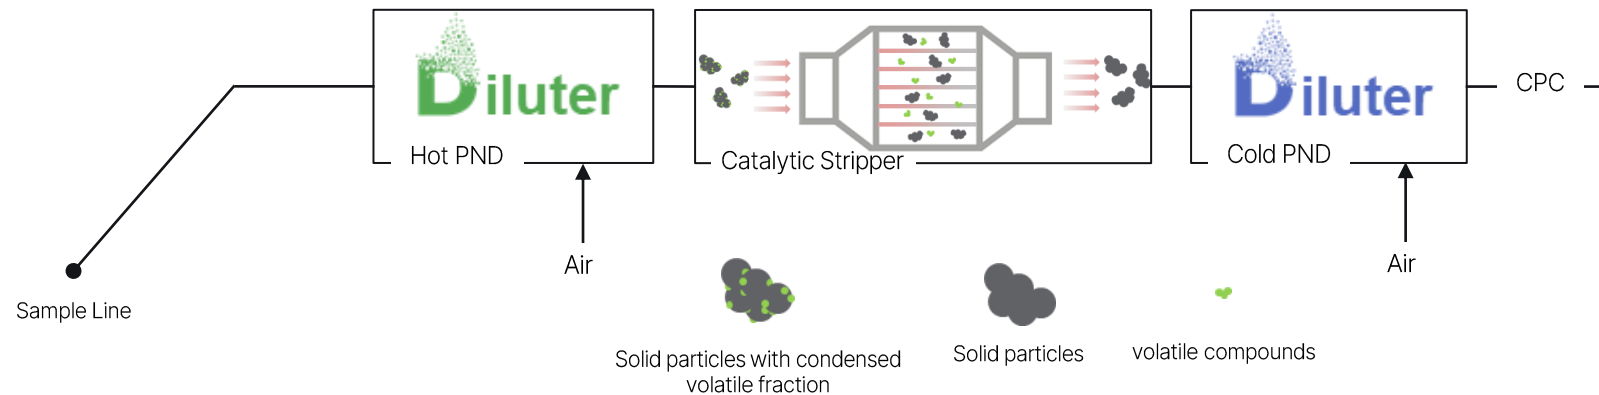 Diluter
Hot PND
Catalytic Stripper
Diluter
Cold PND
CPC
Air
Air
Sample Line
Solid particles with condensed
volatile fraction
Solid particles
volatile compounds